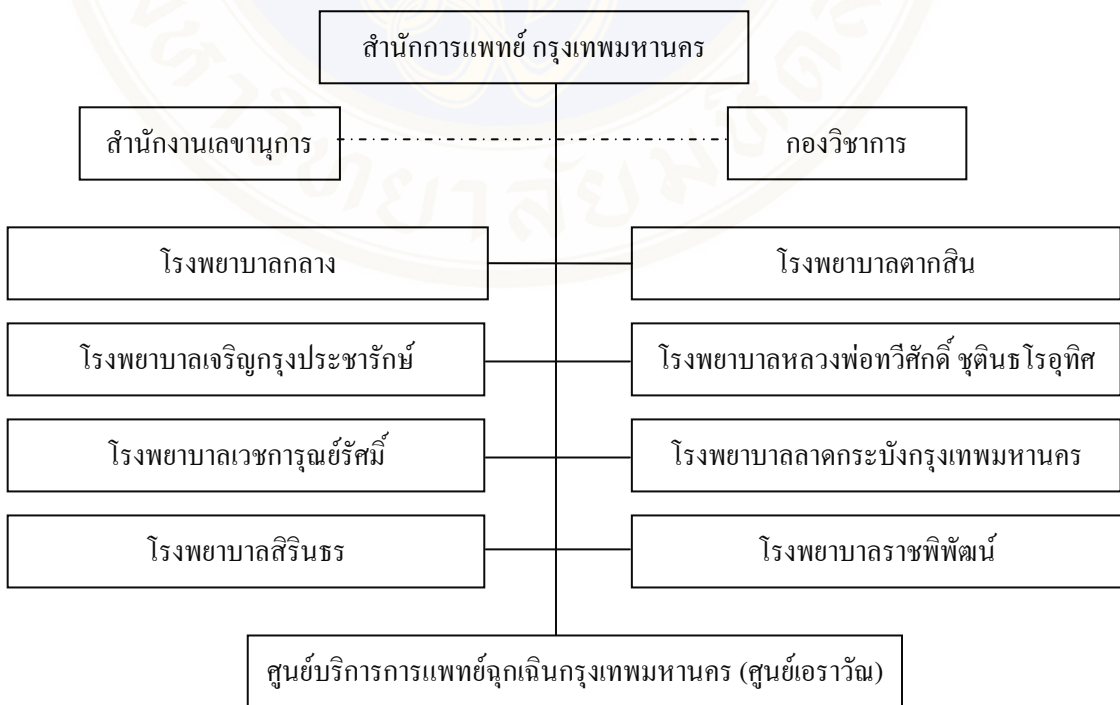 สำนักการแพทย์ กรุงเทพมหานคร
สำนักงานเลขานุการ
กองวิชาการ
โรงพยาบาลกลาง
โรงพยาบาลตากสิน
โรงพยาบาลเจริญกรุงประชารักษ์
โรงพยาบาลหลวงพ่อทวีศักดิ์ ชุตินธโรอุทิศ
โรงพยาบาลเวชการุณย์รัศมิ์
โรงพยาบาลลาดกระบังกรุงเทพมหานคร
โรงพยาบาลสิรินธร
โรงพยาบาลราชพิพัฒน์
ศูนย์บริการการแพทย์ฉุกเฉินกรุงเทพมหานคร (ศูนย์เอราวัณ)